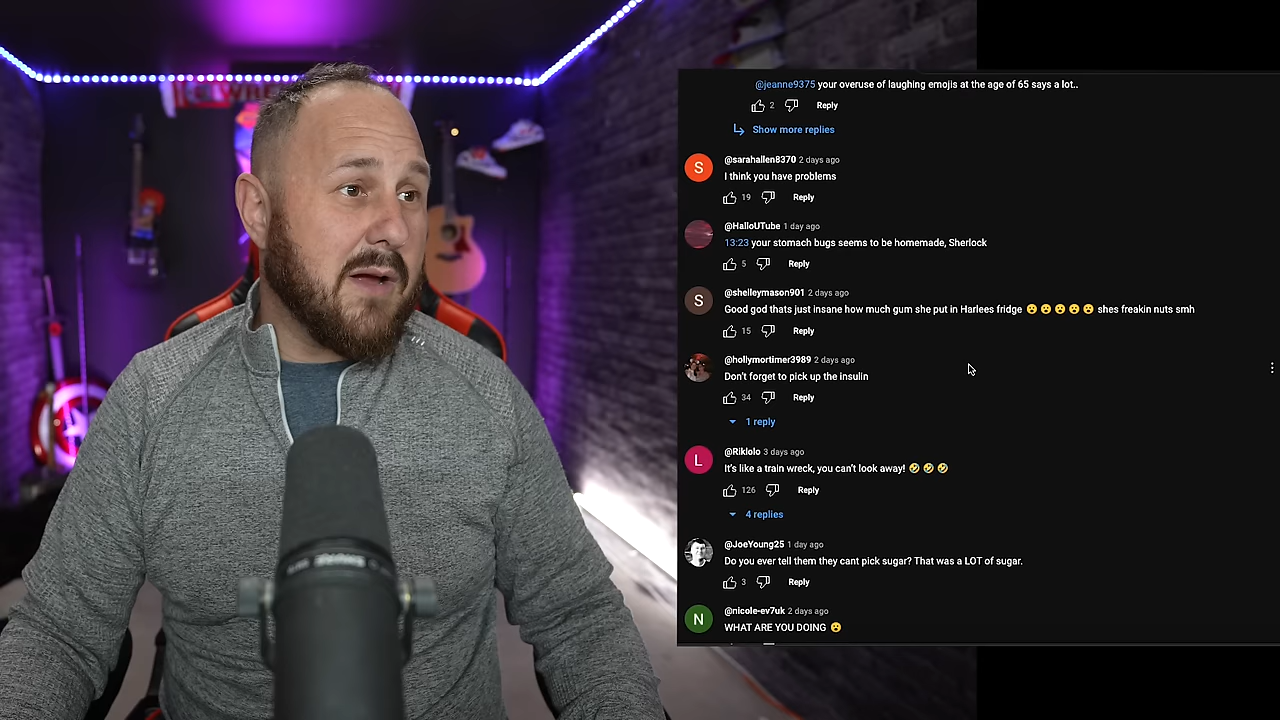 @jeanne9375 your overuse of laughing emojis at the age of 65 says a lot..
2 Reply
Show more replies
S @sarahallen8370 2 days ago
I think you have problems
19 Reply
@HalloUTube 1 day ago
13:23 your stomach bugs seems to be homemade, Sherlock
5 Reply
S @shelleymason901 2 days ago
Good god thats just insane how much gum she put in Harlees fridge 😮 😮 😮 😮 😮 shes freakin nuts smh
15 Reply
@hollymortimer3989 2 days ago
Don't forget to pick up the insulin
34 Reply
1 reply
L @Riklolo 3 days ago
It's like a train wreck, you can't look away! 🤣 🤣 🤣
126 Reply
4 replies
@JoeYoung25 1 day ago
Do you ever tell them they cant pick sugar? That was a LOT of sugar.
3 Reply
N @nicole-ev7uk 2 days ago
WHAT ARE YOU DOING 😮